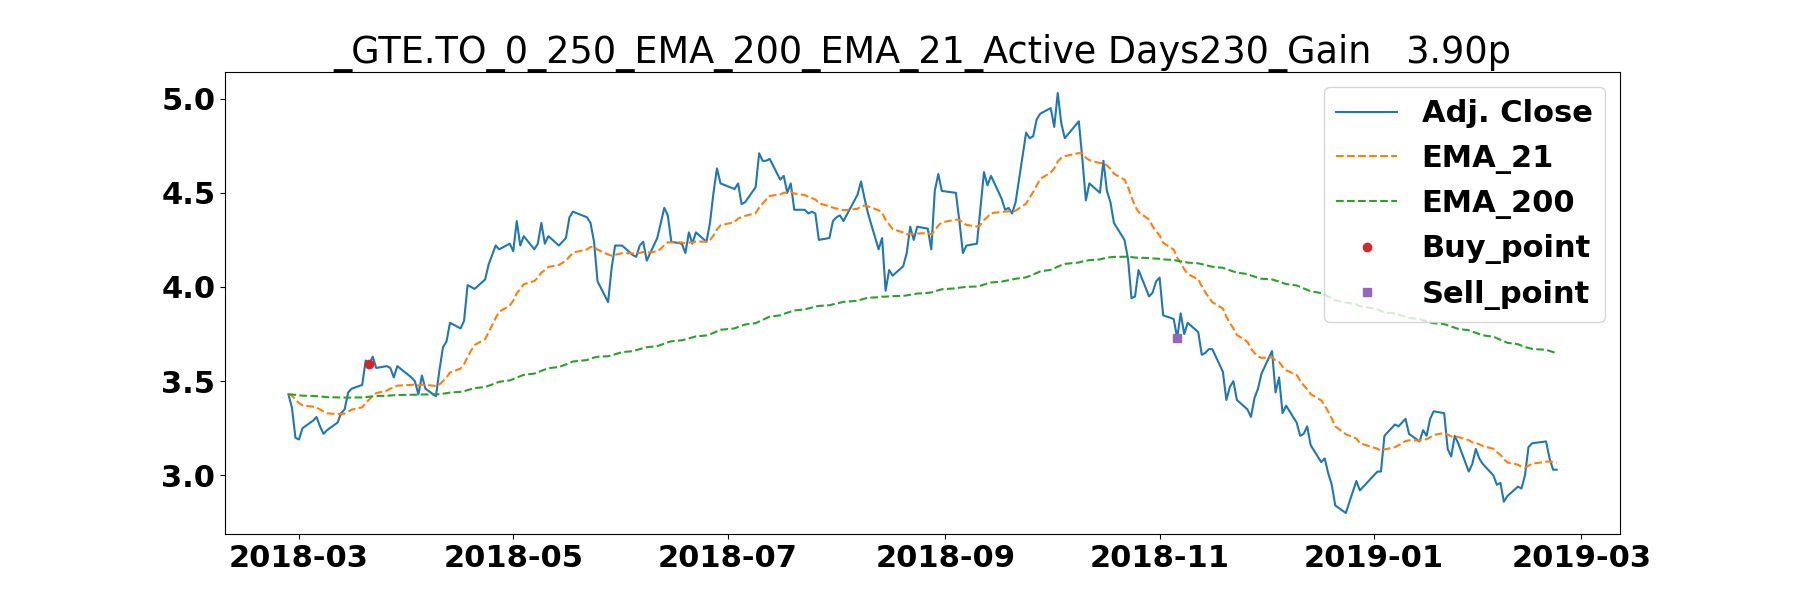 _GTE.TO_0_250_EMA_200_EMA_21_Active Days230_Gain   3.90p
5.0
4.5
4.0
3.5
3.0
Adj. Close
EMA_21
EMA_200
Buy_point
Sell_point
2018-03 2018-05 2018-07 2018-09 2018-11 2019-01 2019-03